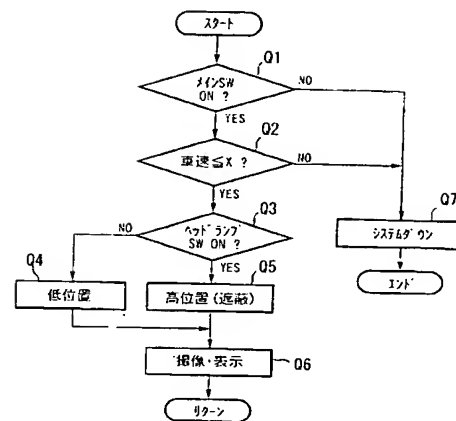 スタート
Q1
メインSW
ON ?
NO
YES
Q2
車速≦X ?
NO
YES
Q3
ヘッドランプ
SW ON ?
NO
YES
Q4
低位置
Q5
高位置(遮蔽)
撮像・表示
Q6
リターン
Q7
システムダウン
エンド